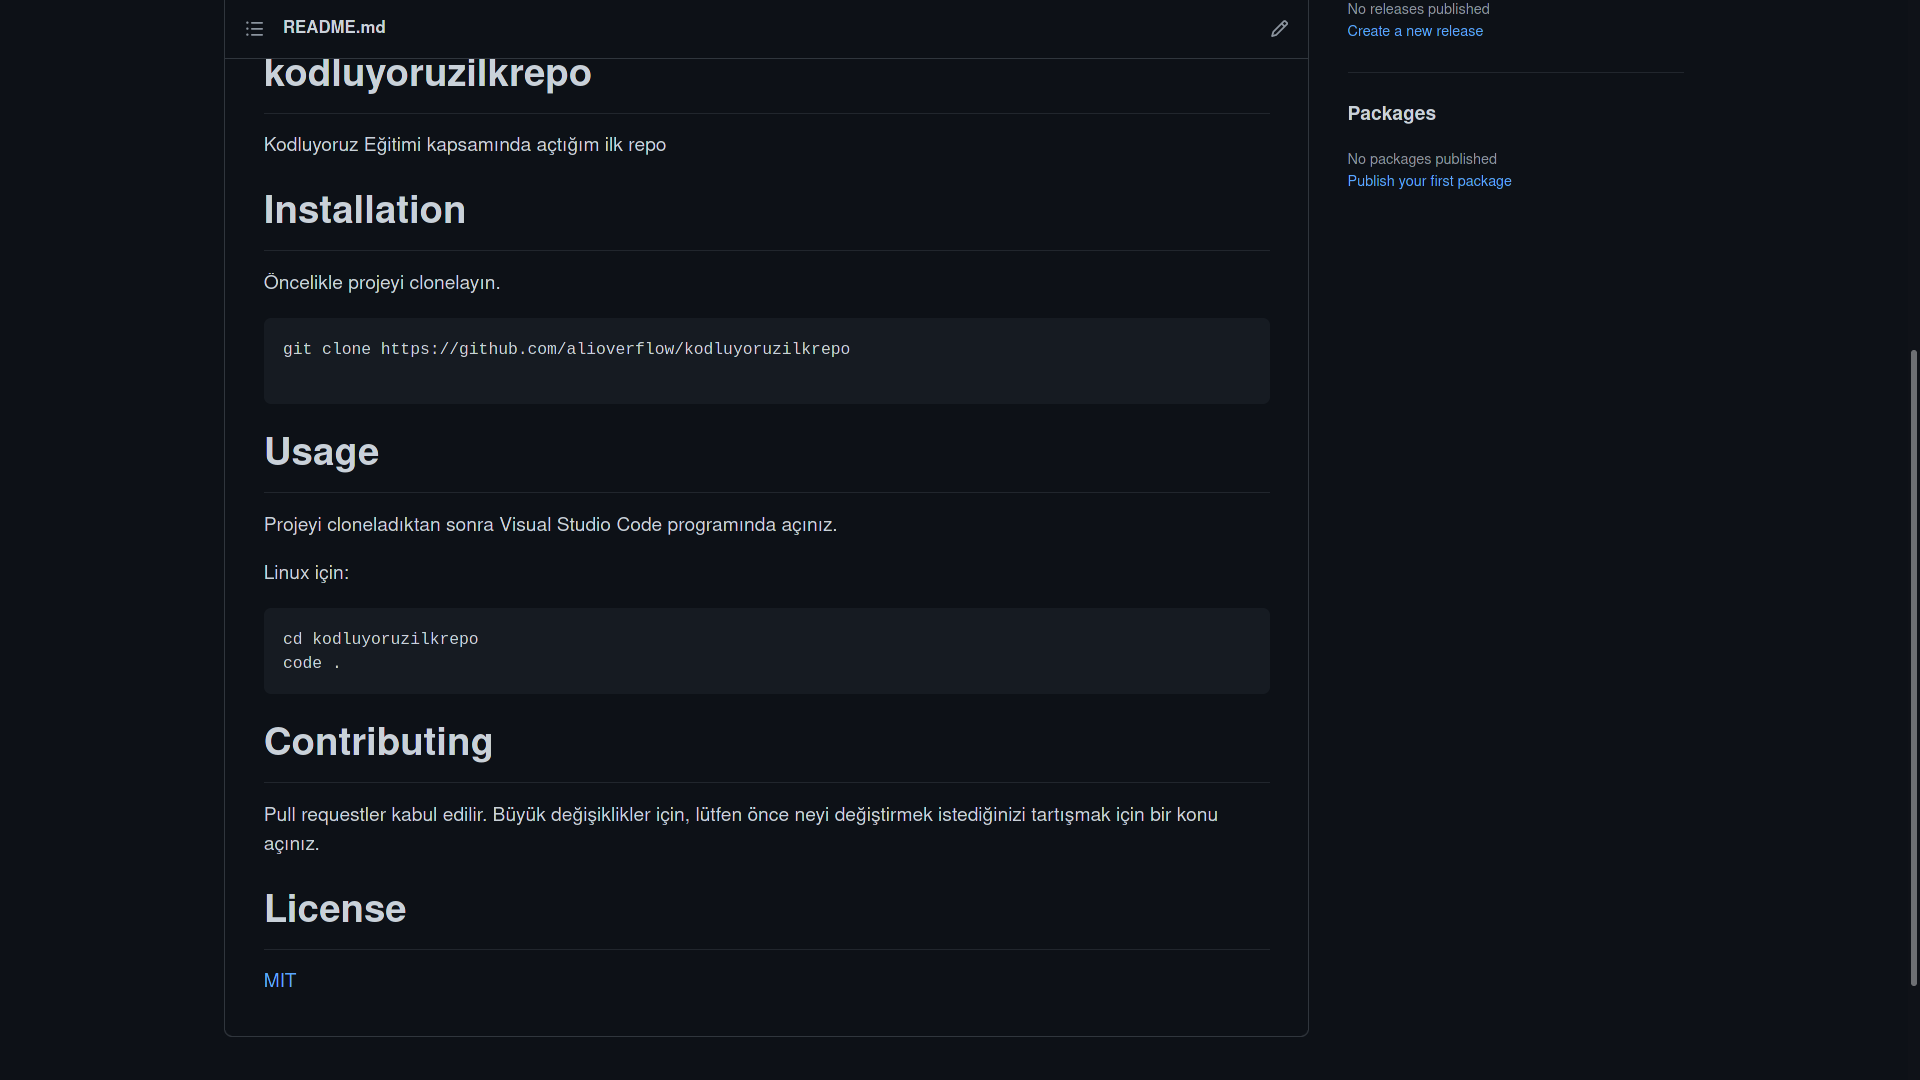 README.md
kodluyoruzilkrepo
Kodluyoruz Eğitimi kapsamında açtığım ilk repo
Installation
Öncelikle projeyi clonelayın.
git clone https://github.com/alioverflow/kodluyoruzilkrepo
Usage
Projeyi cloneladıktan sonra Visual Studio Code programında açınız.
Linux için:
cd kodluyoruzilkrepo
code .
Contributing
Pull requestler kabul edilir. Büyük değişiklikler için, lütfen önce neyi değiştirmek istediğinizi tartışmak için bir konu
açınız.
License
MIT
No releases published
Create a new release
Packages
No packages published
Publish your first package